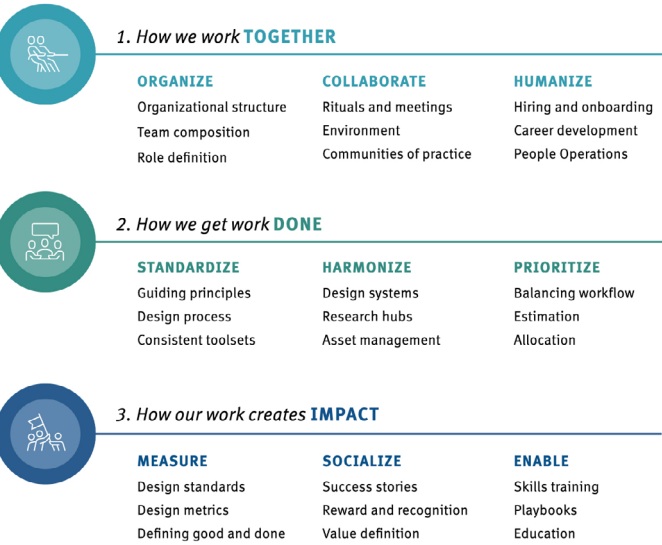 1. How we work TOGETHER
ORGANIZE
Organizational structure
Team composition
Role definition
COLLABORATE
Rituals and meetings
Environment
Communities of practice
HUMANIZE
Hiring and onboarding
Career development
People Operations
2. How we get work DONE
STANDARDIZE
Guiding principles
Design process
Consistent toolsets
HARMONIZE
Design systems
Research hubs
Asset management
PRIORITIZE
Balancing workflow
Estimation
Allocation
3. How our work creates IMPACT
MEASURE
Design standards
Design metrics
Defining good and done
SOCIALIZE
Success stories
Reward and recognition
Value definition
ENABLE
Skills training
Playbooks
Education